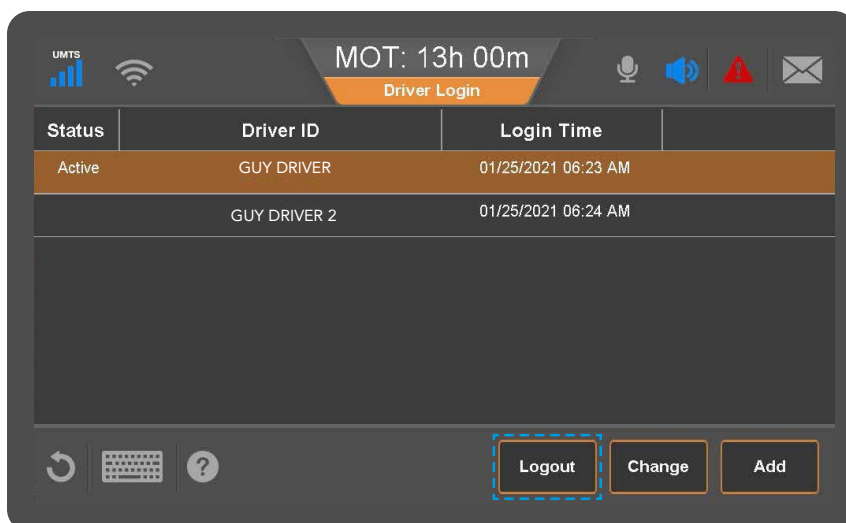 UMTS
MOT: 13h 00m
Driver Login
Status Driver ID Login Time
Active GUY DRIVER 01/25/2021 06:23 AM
GUY DRIVER 2 01/25/2021 06:24 AM
?
Logout Change Add